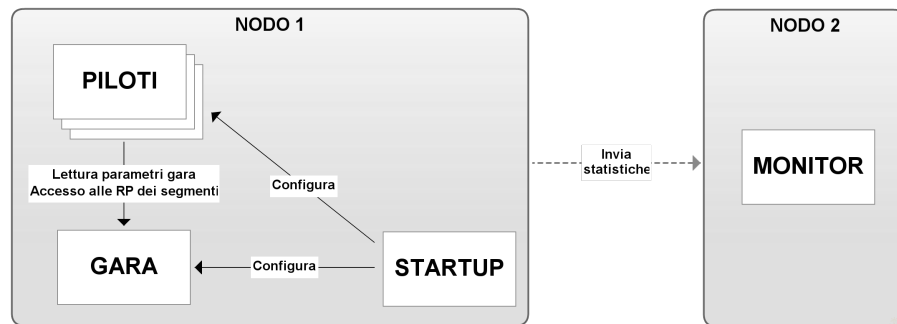 NODO 1
PILOTI
Lettura parametri gara
Accesso alle RP dei segmenti
Configura
GARA
Configura
STARTUP
Invia
statistiche
NODO 2
MONITOR